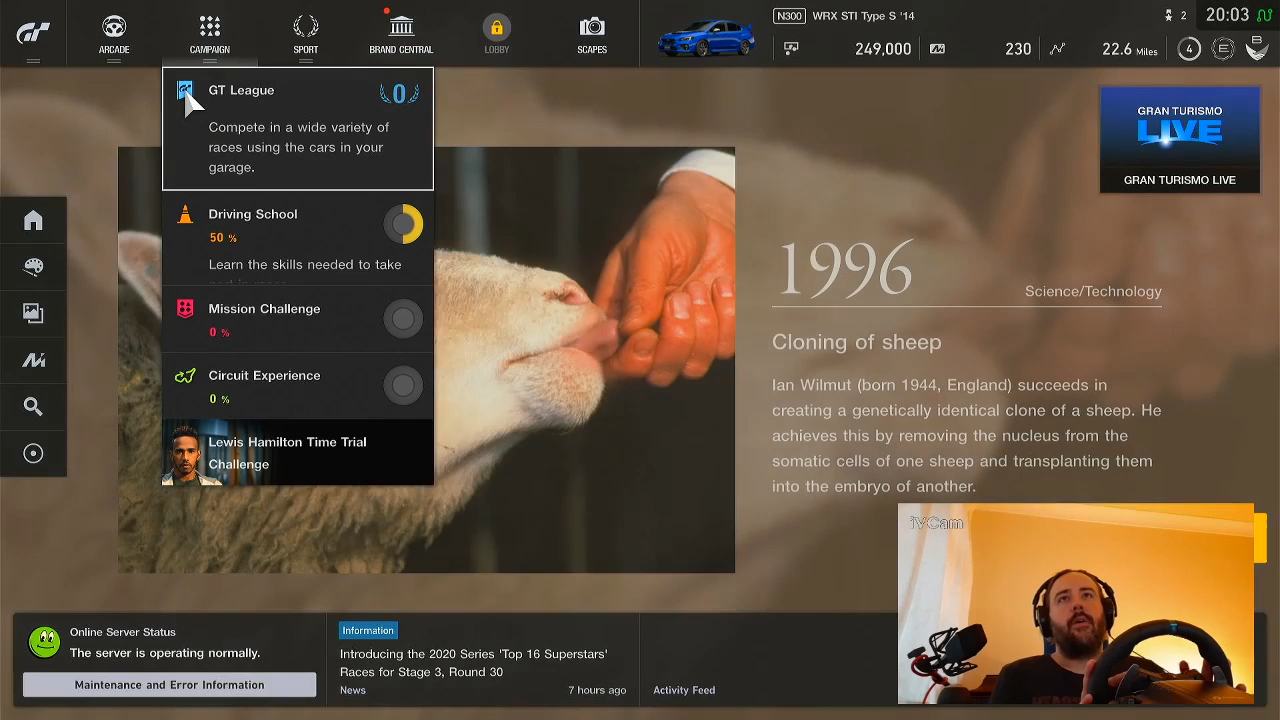 ARCADE
CAMPAIGN
SPORT
BRAND CENTRAL
LOBBY
SCAPES
N300 WRX STI Type S '14
2
20:03
249,000
230
22.6 Miles
4
E
B
GT League
0
Compete in a wide variety of
races using the cars in your
garage.
Driving School
50 %
Learn the skills needed to take
Mission Challenge
0 %
Circuit Experience
0 %
Lewis Hamilton Time Trial
Challenge
GRAN TURISMO
LIVE
GRAN TURISMO LIVE
1996
Science/Technology
Cloning of sheep
Ian Wilmut (born 1944, England) succeeds in
creating a genetically identical clone of a sheep. He
achieves this by removing the nucleus from the
somatic cells of one sheep and transplanting them
into the embryo of another.
iVCam
Online Server Status
The server is operating normally.
Maintenance and Error Information
Information
Introducing the 2020 Series 'Top 16 Superstars'
Races for Stage 3, Round 30
News
7 hours ago
Activity Feed